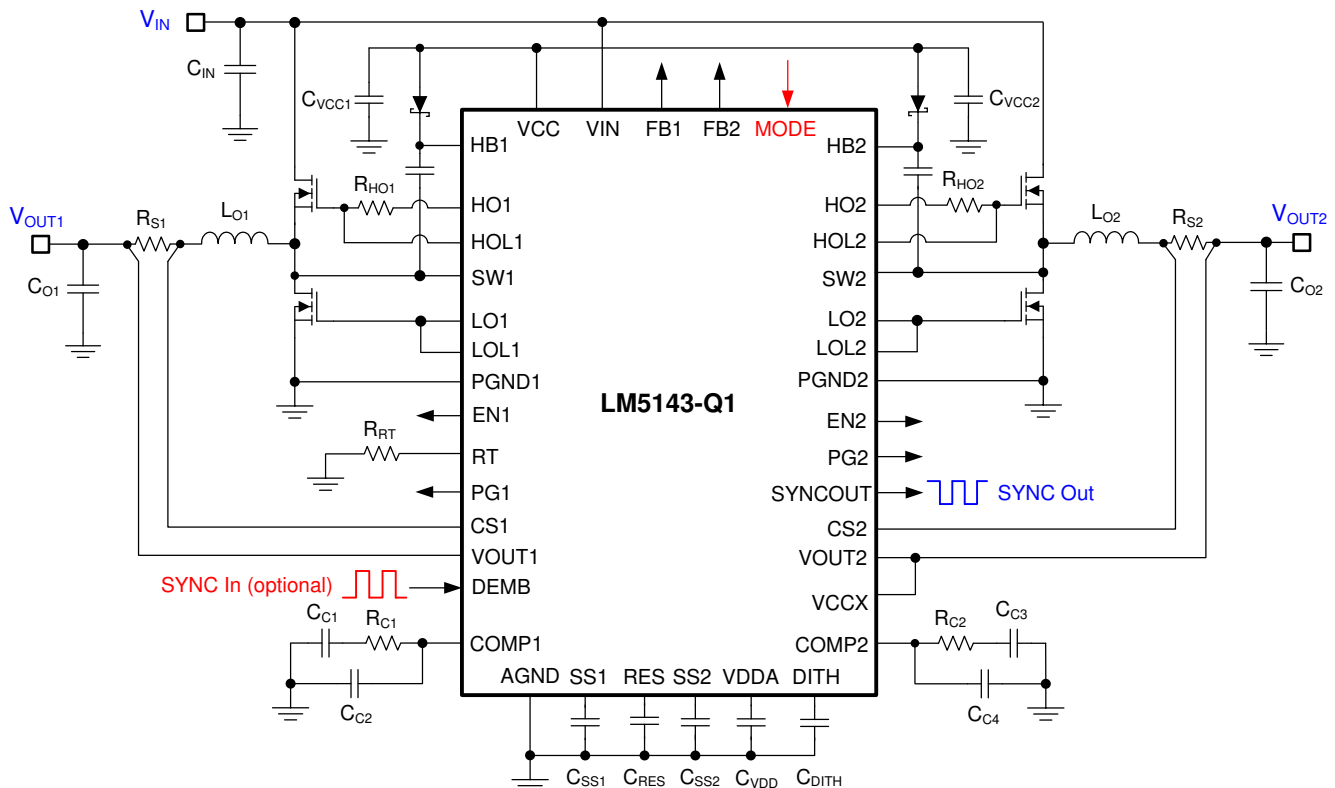 VIN
CIN
CVCC1
CVCC2
VCC
VIN
FB1
FB2
MODE
HB1
HB2
RHO1
RHO2
HO1
HO2
VOUT1
RS1
LO1
LO2
RS2
VOUT2
HOL1
HOL2
SW1
SW2
CO1
CO2
LO1
LO2
LOL1
LOL2
PGND1
PGND2
LM5143-Q1
EN1
EN2
RRT
RT
PG2
PG1
SYNCOUT
SYNC Out
CS1
CS2
VOUT1
VOUT2
SYNC In (optional)
DEMB
VCCX
CC1
RC1
RC2
CC3
COMP1
COMP2
CC2
CC4
AGND
SS1
RES
SS2
VDDA
DITH
CSS1
CRES
CSS2
CVDD
CDITH